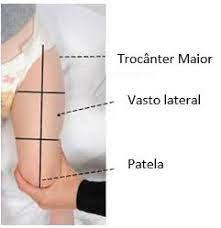 Trocânter Maior
Vasto lateral
Patela